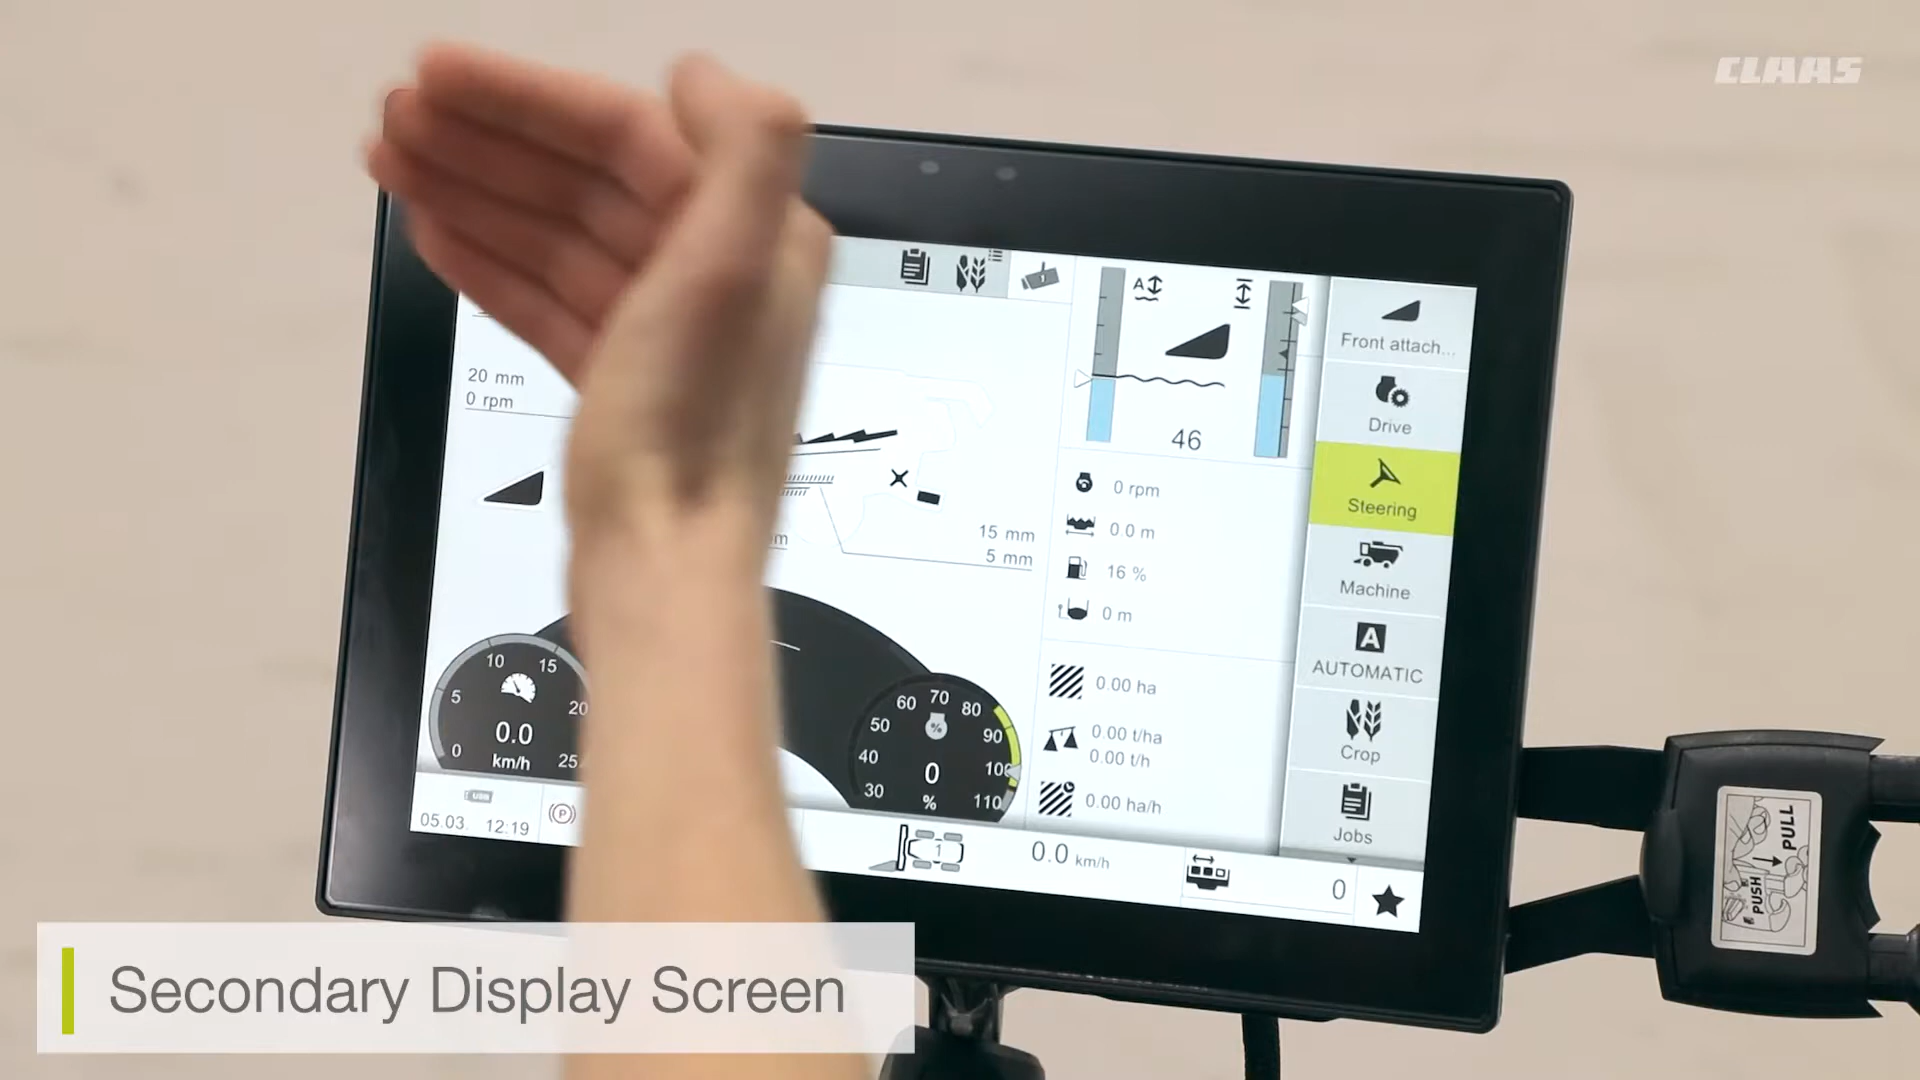 CLAAS
A
Front attach...
20 mm
0 rpm
46
Drive
Steering
0 rpm
0.0 m
16 %
0 m
15 mm
5 mm
m
Machine
A
AUTOMATIC
0 5 10 15 20 25
0.0
km/h
30 40 50 60 70 80 90 100 110
%
0
%
0.00 ha
0.00 t/ha
0.00 t/h
0.00 ha/h
Crop
Jobs
USB
05.03. 12:19
P
1
0.0 km/h
0
PUSH
PULL
Secondary Display Screen